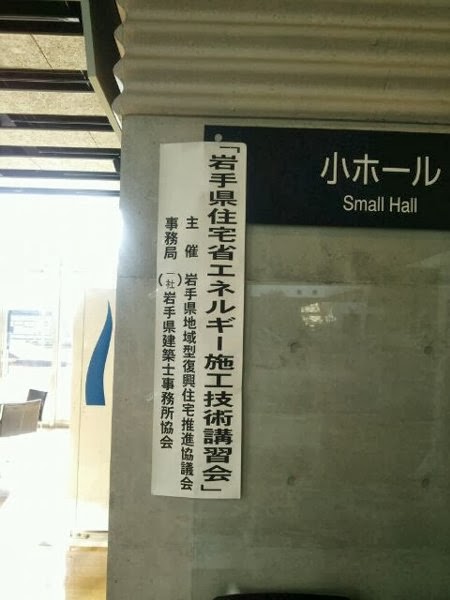 「岩手県住宅省エネルギー施工技術講習会」
主催 岩手県地域型復興住宅推進協議会
事務局 (一社)岩手県建築士事務所協会
小ホール
Small Hall